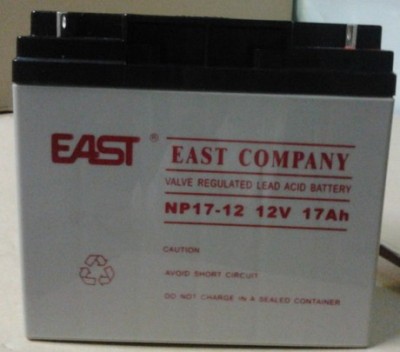 EAST ®
EAST COMPANY
VALVE REGULATED LEAD ACID BATTERY
NP17-12 12V 17Ah
CAUTION
AVOID SHORT CIRCUIT
DO NOT CHARGE IN A SEALED CONTAINER